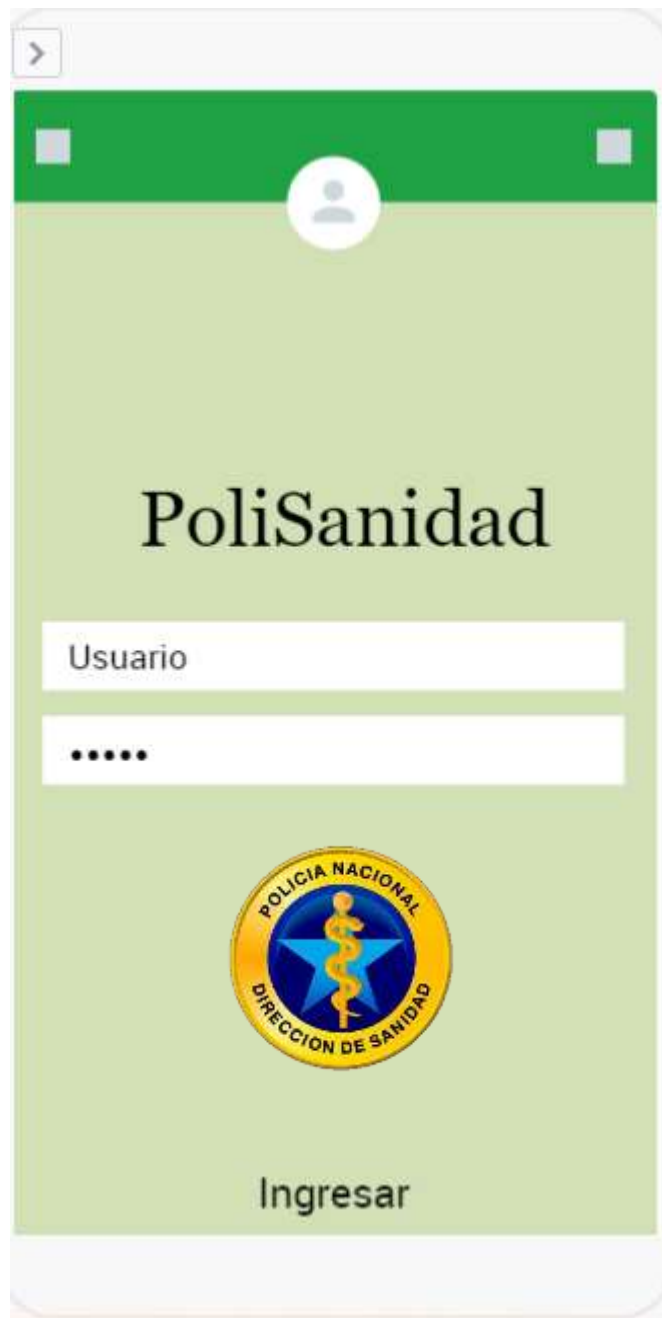 PoliSanidad
Usuario
•••••
POLICIA NACIONAL
DIRECCION DE SANIDAD
Ingresar